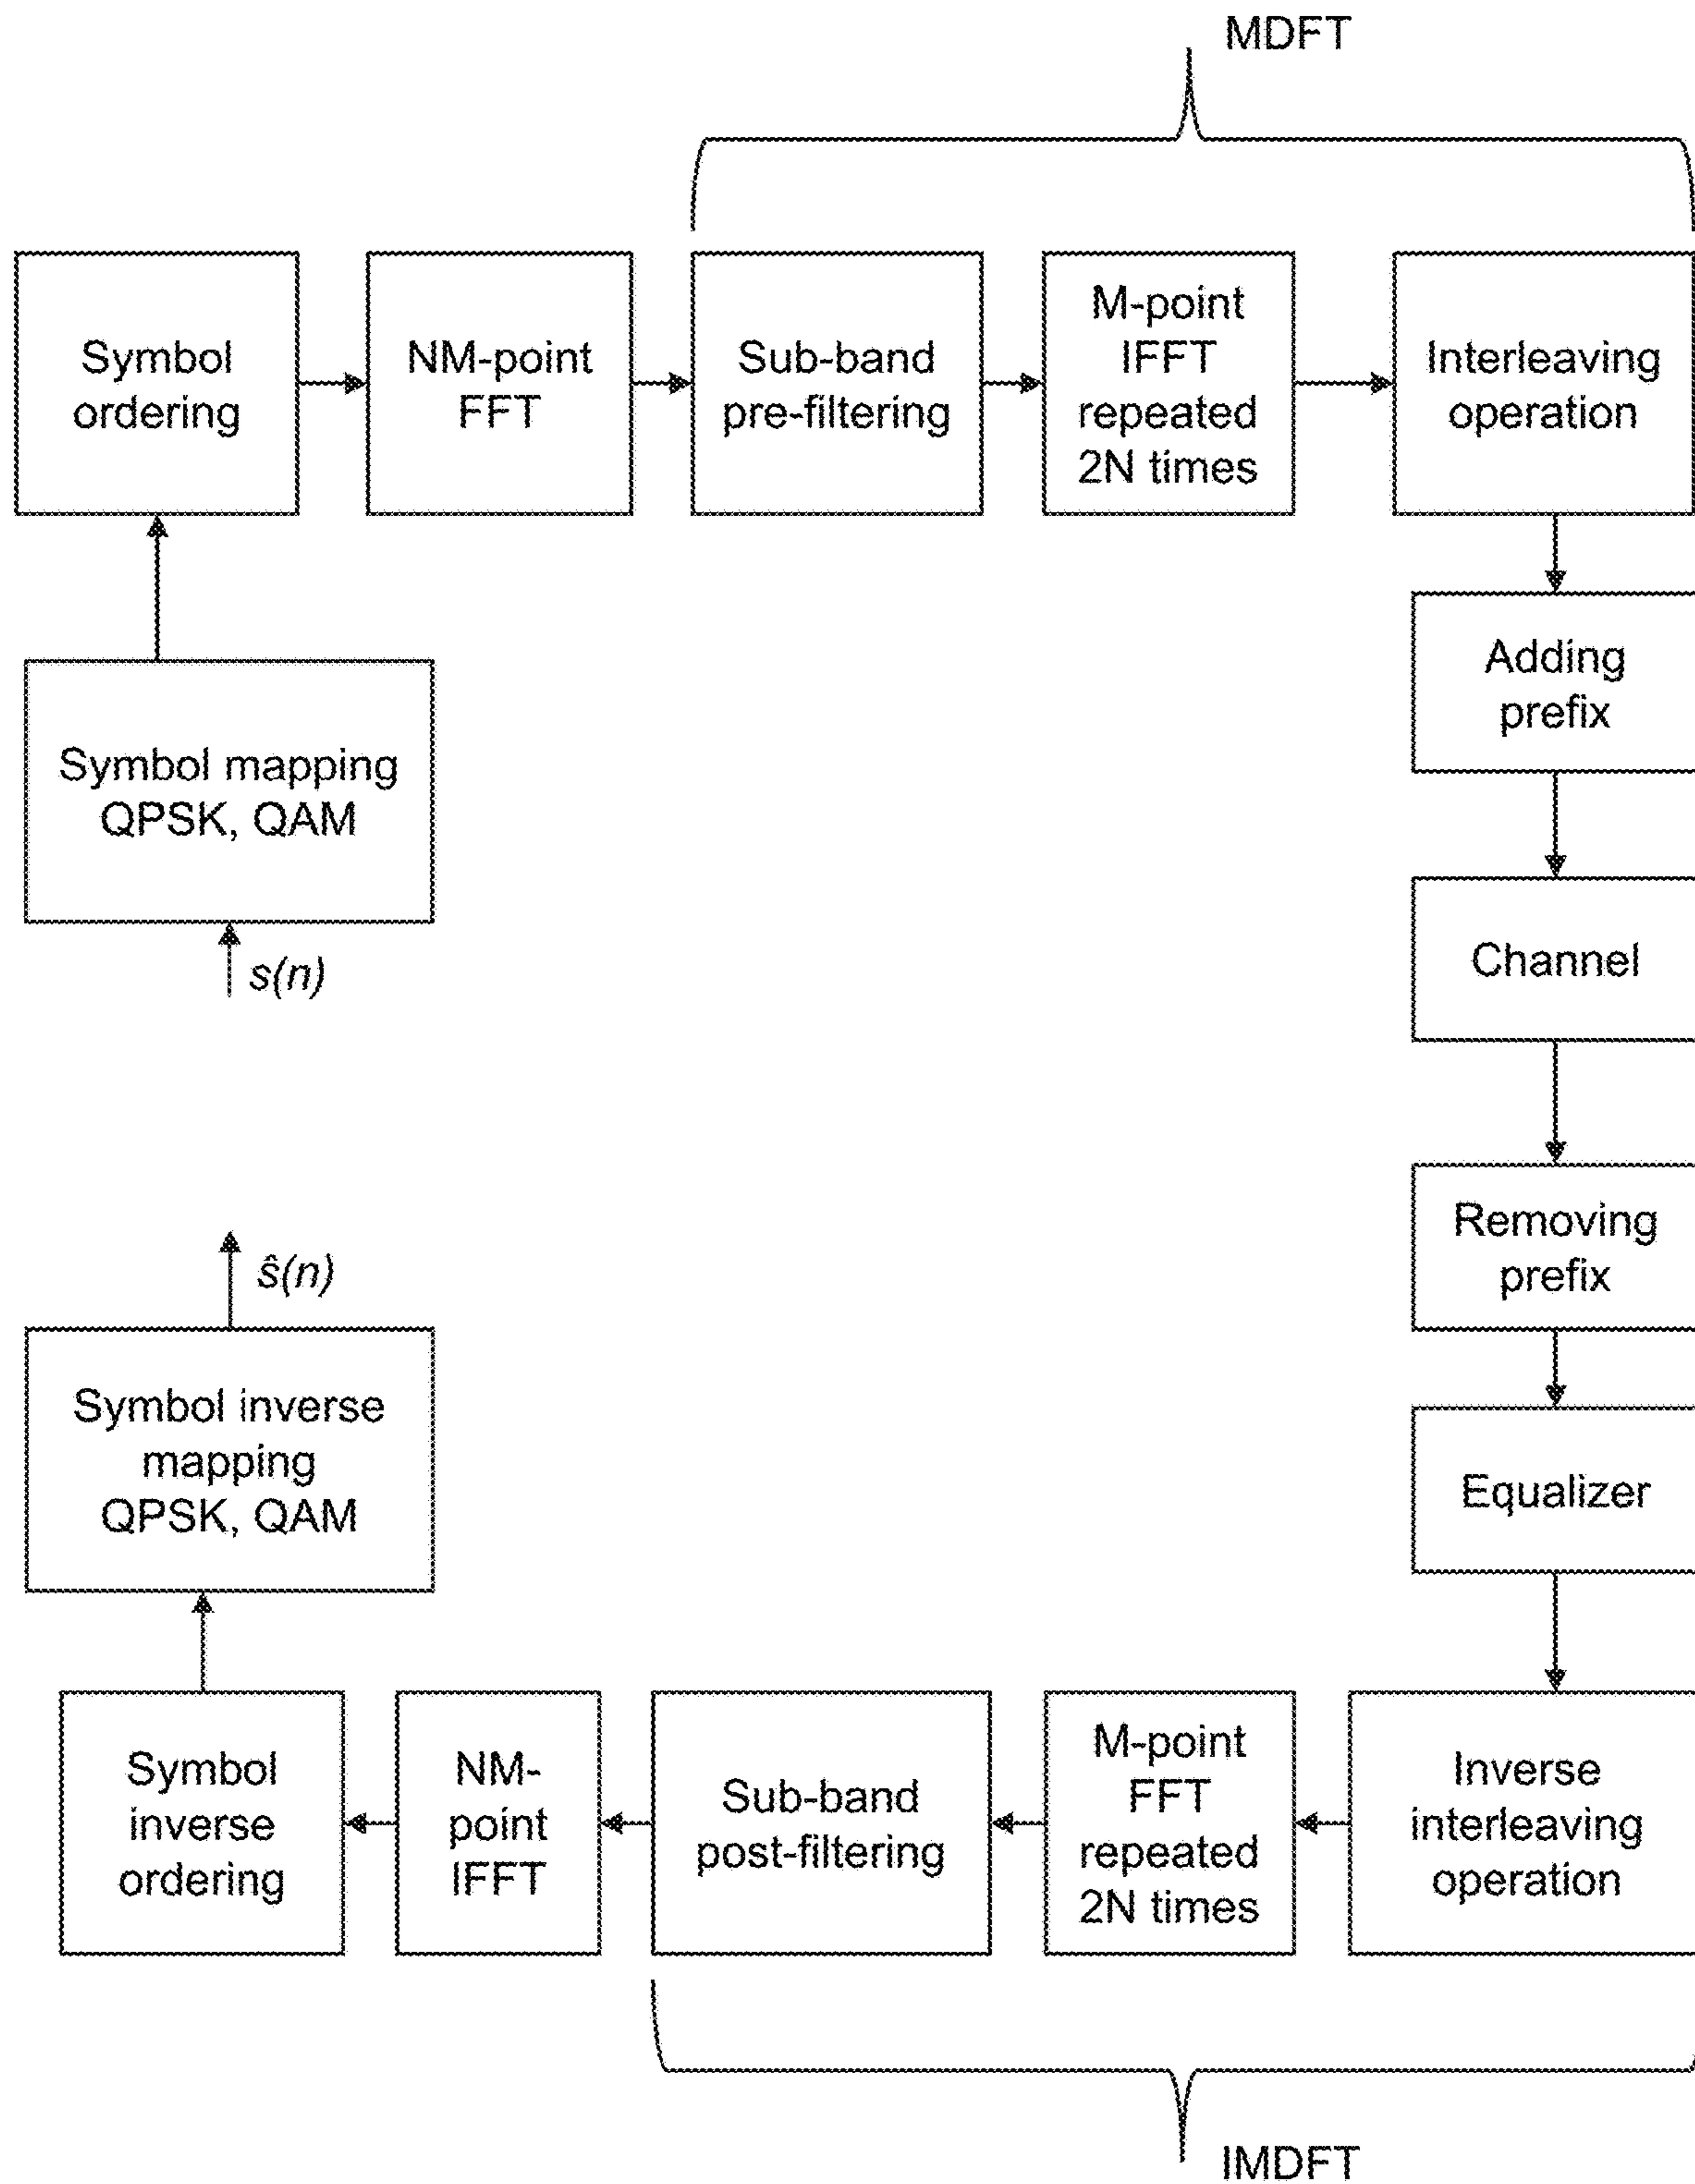 MDFT
Symbol
ordering
NM-point
FFT
Sub-band
pre-filtering
M-point
IFFT
repeated
2N times
Interleaving
operation
Adding
prefix
Symbol mapping
QPSK, QAM
s(n)
Channel
Removing
prefix
ŝ(n)
Symbol inverse
mapping
QPSK, QAM
Equalizer
Symbol
inverse
ordering
NM-
point
IFFT
Sub-band
post-filtering
M-point
FFT
repeated
2N times
Inverse
interleaving
operation
IMDFT